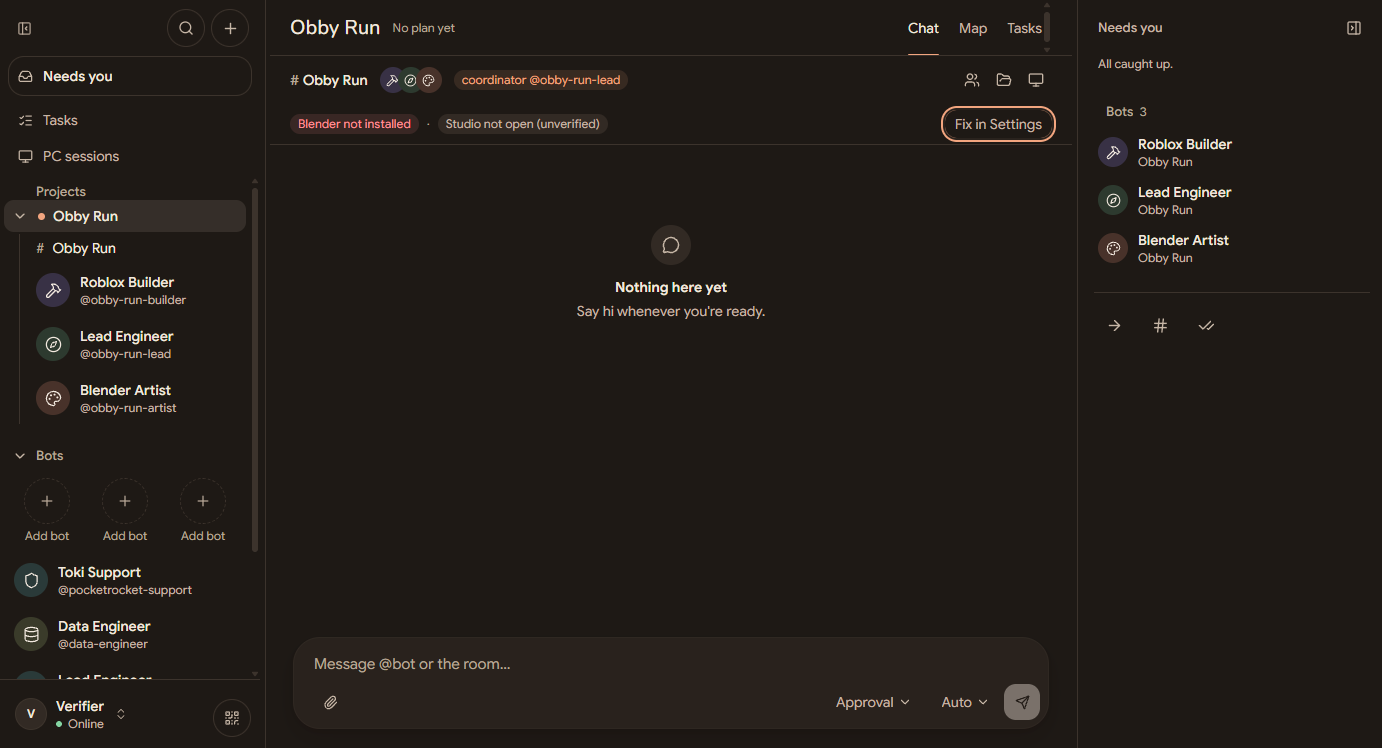 Needs you
Tasks
PC sessions
Projects
Obby Run
# Obby Run
Roblox Builder
@obby-run-builder
Lead Engineer
@obby-run-lead
Blender Artist
@obby-run-artist
Bots
Add bot Add bot Add bot
Toki Support
@pocketrocket-support
Data Engineer
@data-engineer
Lead Engineer
V
Verifier
Online
Obby Run No plan yet
Chat Map Tasks
# Obby Run coordinator @obby-run-lead
Blender not installed · Studio not open (unverified) Fix in Settings
Nothing here yet
Say hi whenever you're ready.
Message @bot or the room...
Approval Auto
Needs you
All caught up.
Bots 3
Roblox Builder
Obby Run
Lead Engineer
Obby Run
Blender Artist
Obby Run
#